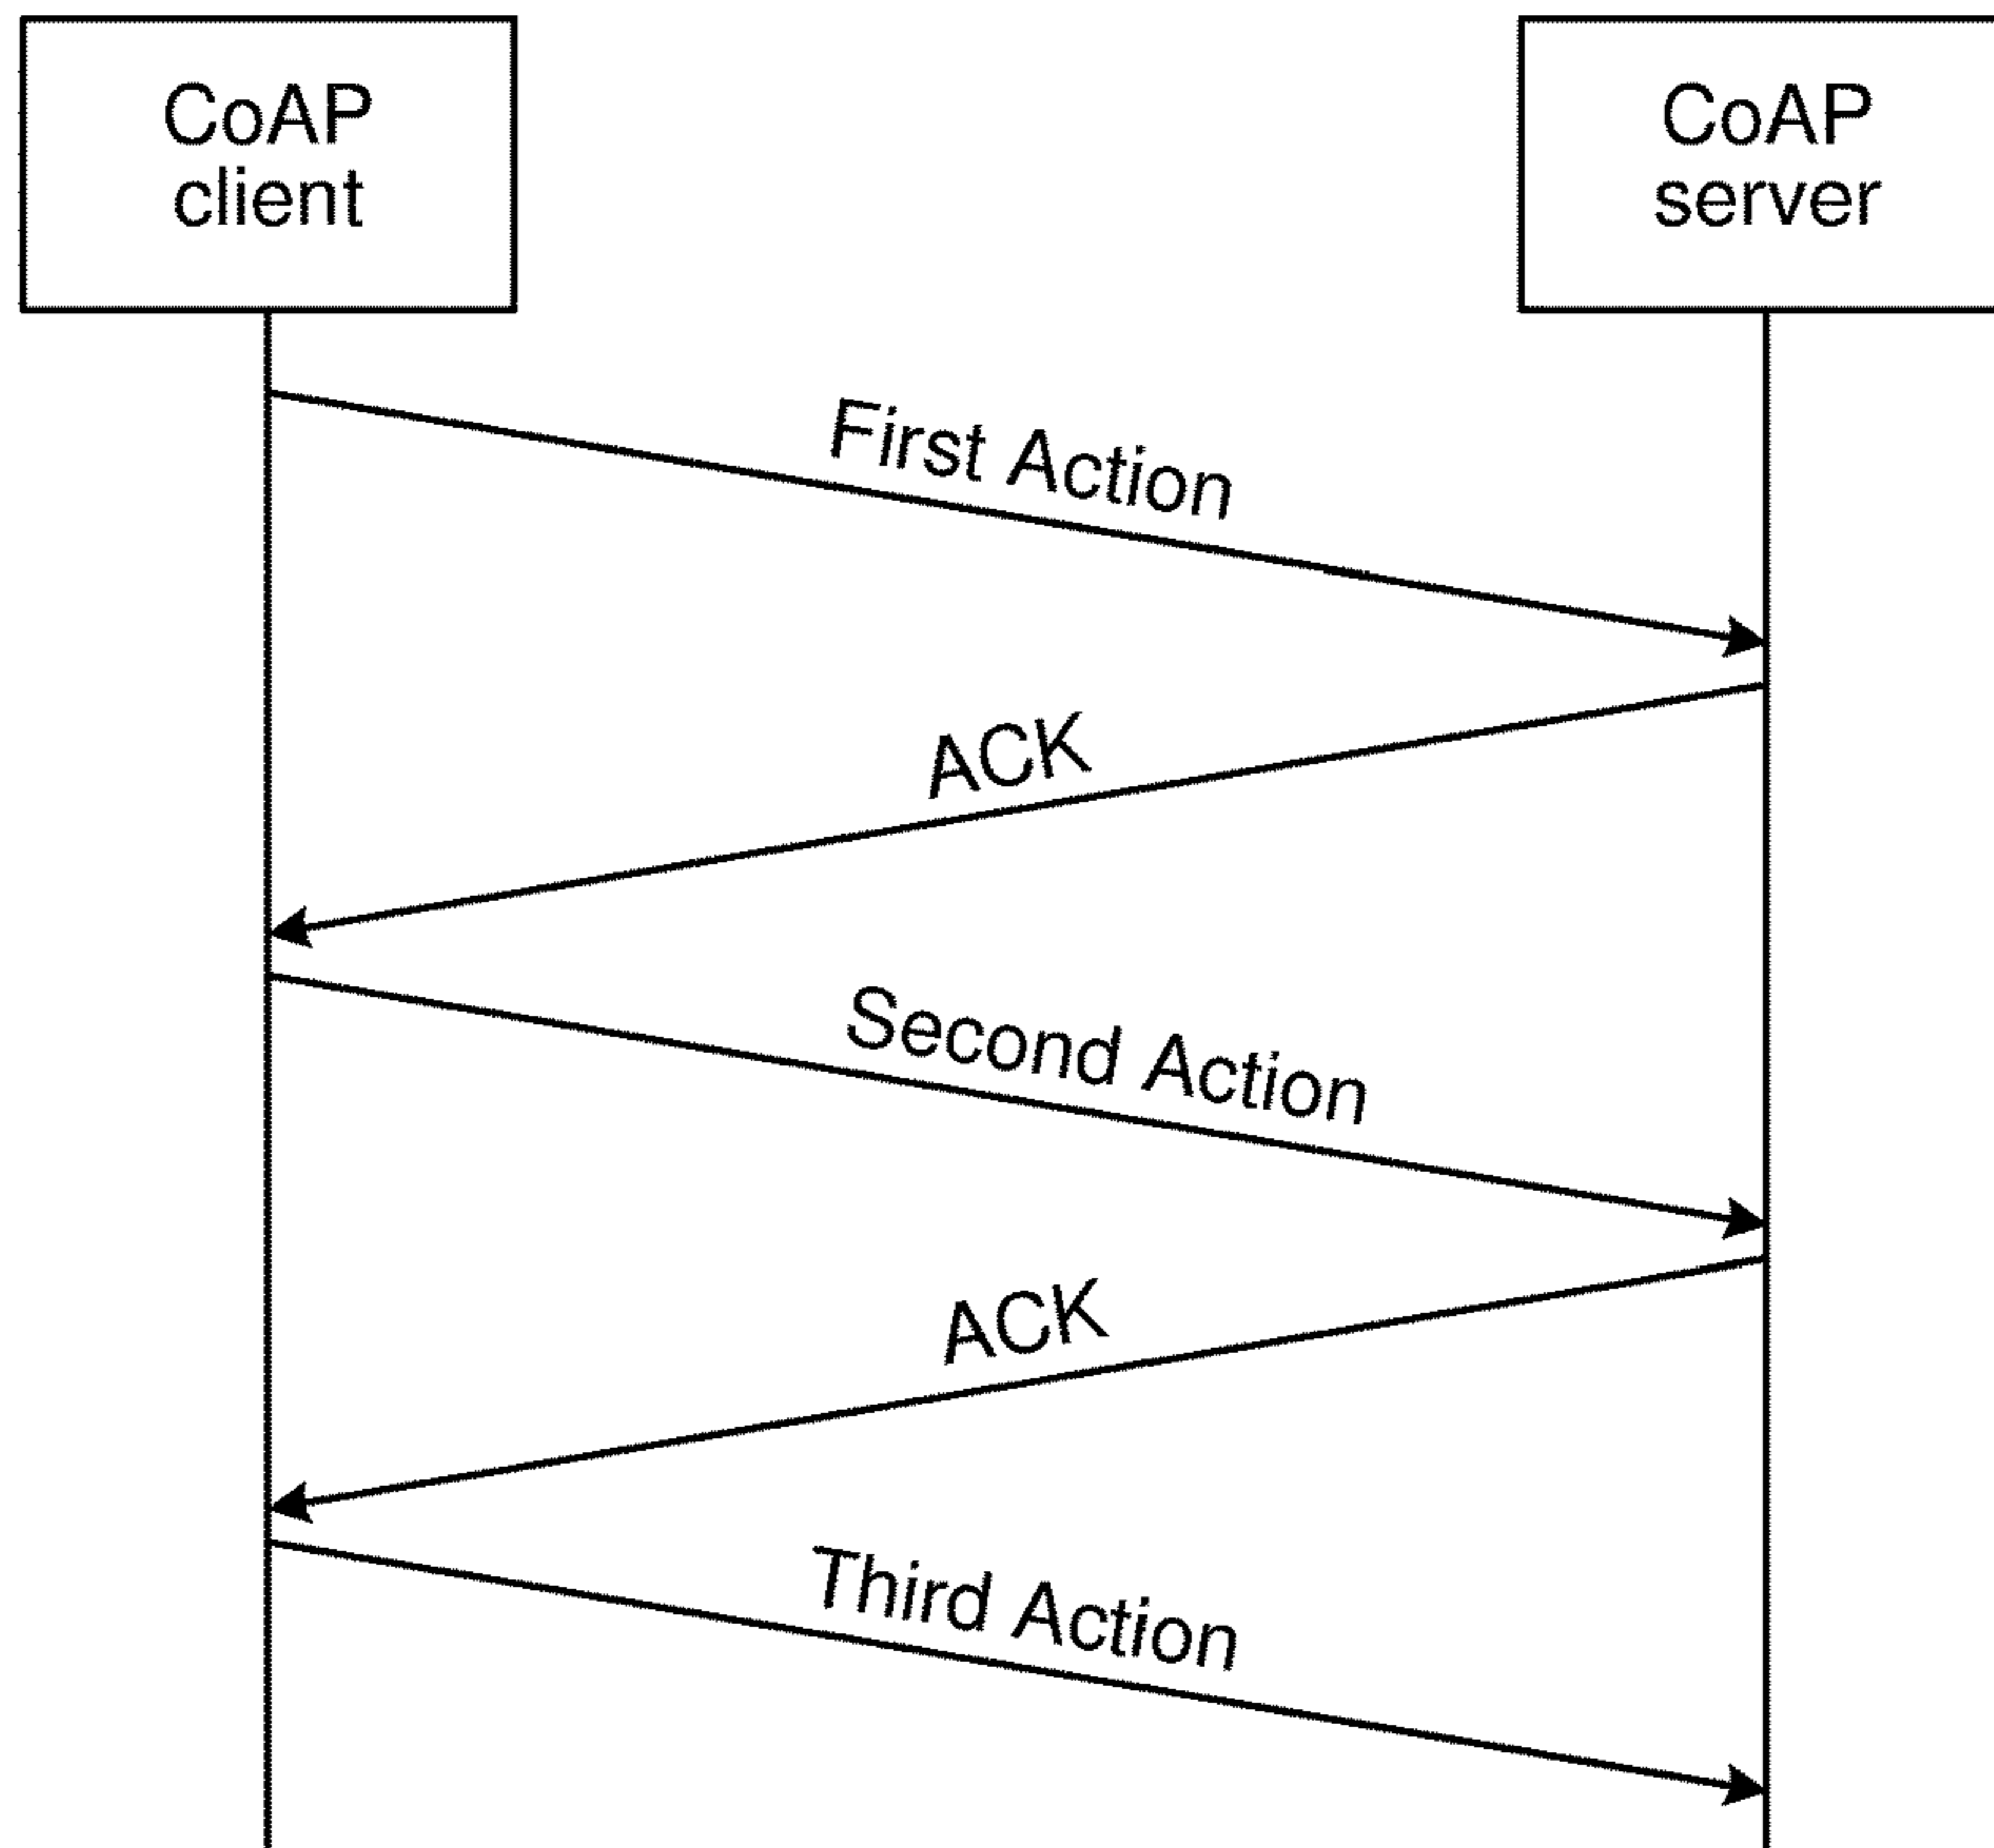 CoAP
client
CoAP
server
First Action
ACK
Second Action
ACK
Third Action